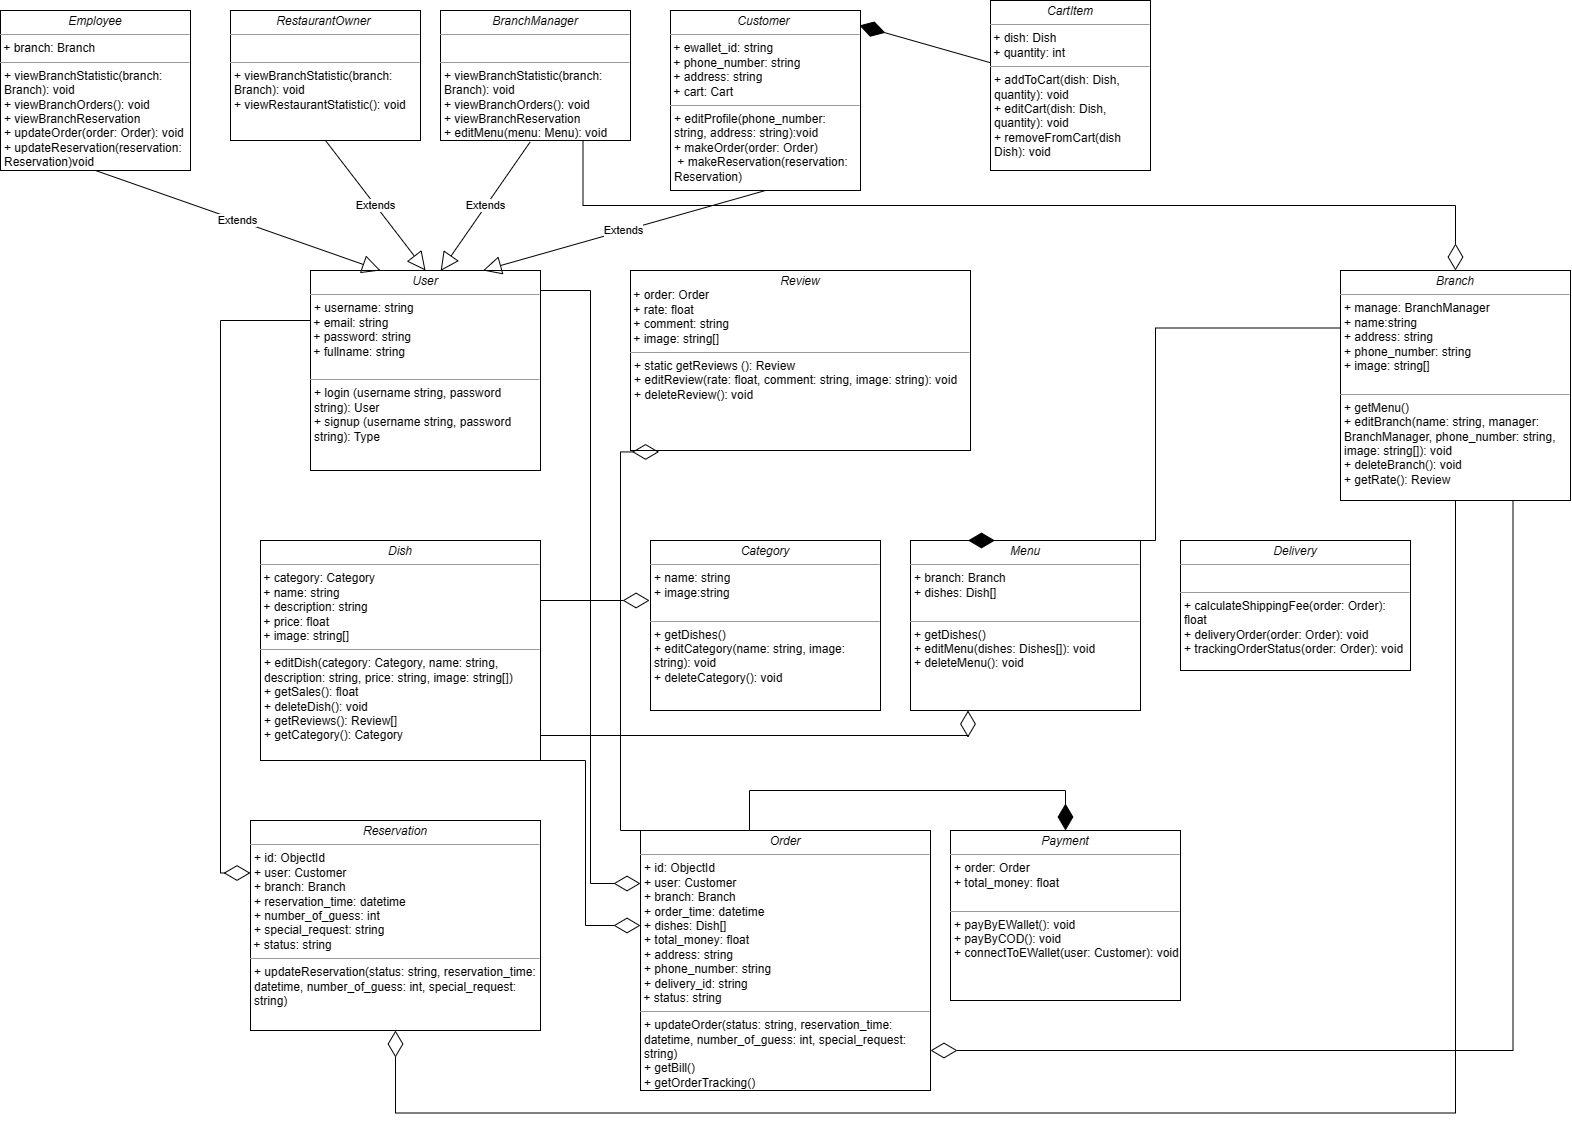 Employee
+ branch: Branch
+ viewBranchStatistic(branch:
Branch): void
+ viewBranchOrders(): void
+ viewBranchReservation
+ updateOrder(order: Order): void
+ updateReservation(reservation:
Reservation)void
RestaurantOwner
+ viewBranchStatistic(branch:
Branch): void
+ viewRestaurantStatistic(): void
BranchManager
+ viewBranchStatistic(branch:
Branch): void
+ viewBranchOrders(): void
+ viewBranchReservation
+ editMenu(menu: Menu): void
Customer
+ ewallet_id: string
+ phone_number: string
+ address: string
+ cart: Cart
+ editProfile(phone_number:
string, address: string):void
+ makeOrder(order: Order)
+ makeReservation(reservation:
Reservation)
CartItem
+ dish: Dish
+ quantity: int
+ addToCart(dish: Dish,
quantity): void
+ editCart(dish: Dish,
quantity): void
+ removeFromCart(dish
Dish): void
Extends
Extends
Extends
Extends
User
+ username: string
+ email: string
+ password: string
+ fullname: string
+ login (username string, password
string): User
+ signup (username string, password
string): Type
Review
+ order: Order
+ rate: float
+ comment: string
+ image: string[]
+ static getReviews (): Review
+ editReview(rate: float, comment: string, image: string): void
+ deleteReview(): void
Branch
+ manage: BranchManager
+ name:string
+ address: string
+ phone_number: string
+ image: string[]
+ getMenu()
+ editBranch(name: string, manager:
BranchManager, phone_number: string,
image: string[]): void
+ deleteBranch(): void
+ getRate(): Review
Dish
+ category: Category
+ name: string
+ description: string
+ price: float
+ image: string[]
+ editDish(category: Category, name: string,
description: string, price: string, image: string[])
+ getSales(): float
+ deleteDish(): void
+ getReviews(): Review[]
+ getCategory(): Category
Category
+ name: string
+ image:string
+ getDishes()
+ editCategory(name: string, image:
string): void
+ deleteCategory(): void
Menu
+ branch: Branch
+ dishes: Dish[]
+ getDishes()
+ editMenu(dishes: Dishes[]): void
+ deleteMenu(): void
Delivery
+ calculateShippingFee(order: Order):
float
+ deliveryOrder(order: Order): void
+ trackingOrderStatus(order: Order): void
Reservation
+ id: ObjectId
+ user: Customer
+ branch: Branch
+ reservation_time: datetime
+ number_of_guess: int
+ special_request: string
+ status: string
+ updateReservation(status: string, reservation_time:
datetime, number_of_guess: int, special_request:
string)
Order
+ id: ObjectId
+ user: Customer
+ branch: Branch
+ order_time: datetime
+ dishes: Dish[]
+ total_money: float
+ address: string
+ phone_number: string
+ delivery_id: string
+ status: string
+ updateOrder(status: string, reservation_time:
datetime, number_of_guess: int, special_request:
string)
+ getBill()
+ getOrderTracking()
Payment
+ order: Order
+ total_money: float
+ payByEWallet(): void
+ payByCOD(): void
+ connectToEWallet(user: Customer): void